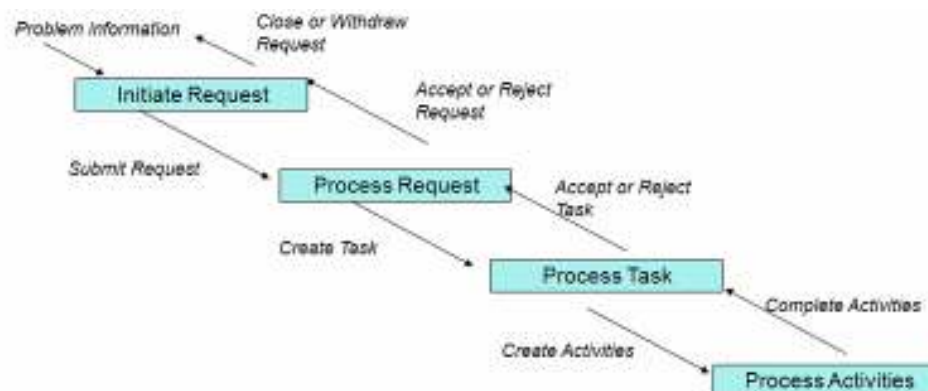 Problem Information
Close or Withdraw
Request
Initiate Request
Accept or Reject
Request
Submit Request
Process Request
Accept or Reject
Task
Create Task
Process Task
Complete Activities
Create Activities
Process Activities